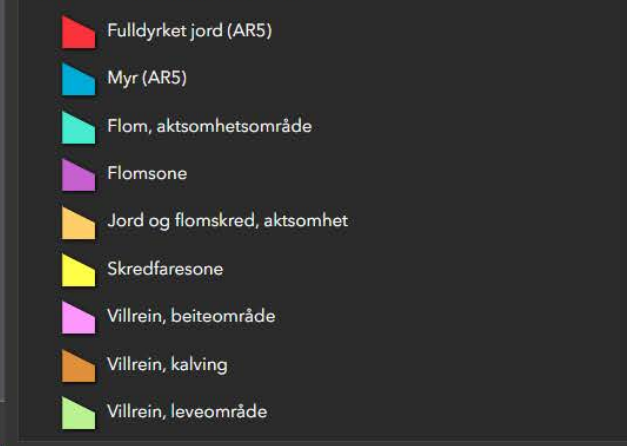 Fulldyrket jord (AR5)
Myr (AR5)
Flom, aktsomhetsområde
Flomsone
Jord og flomskred, aktsomhet
Skredfaresone
Villrein, beiteområde
Villrein, kalving
Villrein, leveområde